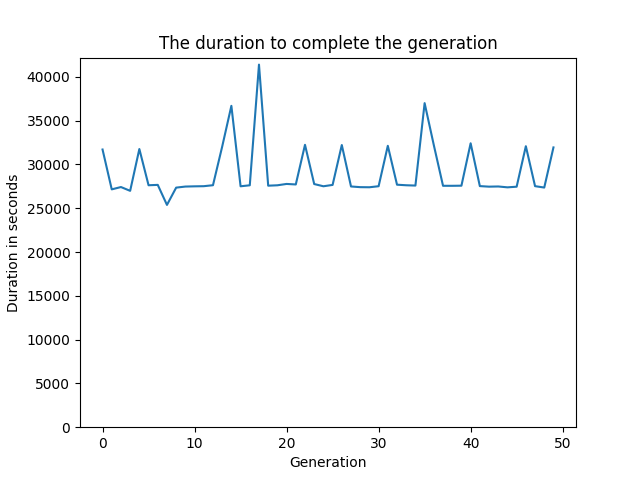 The duration to complete the generation
40000
35000
30000
25000
20000
15000
10000
5000
0
Duration in seconds
0 10 20 30 40 50
Generation